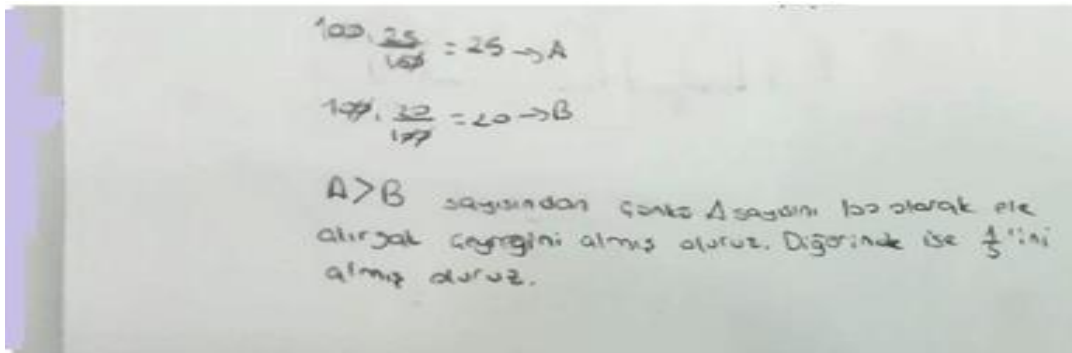 100. 25/100 = 25 → A
100. 20/100 = 20 → B
A>B sayısından çünkü A sayısını 100 olarak ele
alırsak çeyreğini almış oluruz. Diğerinde ise 1/5'ini
almış oluruz.